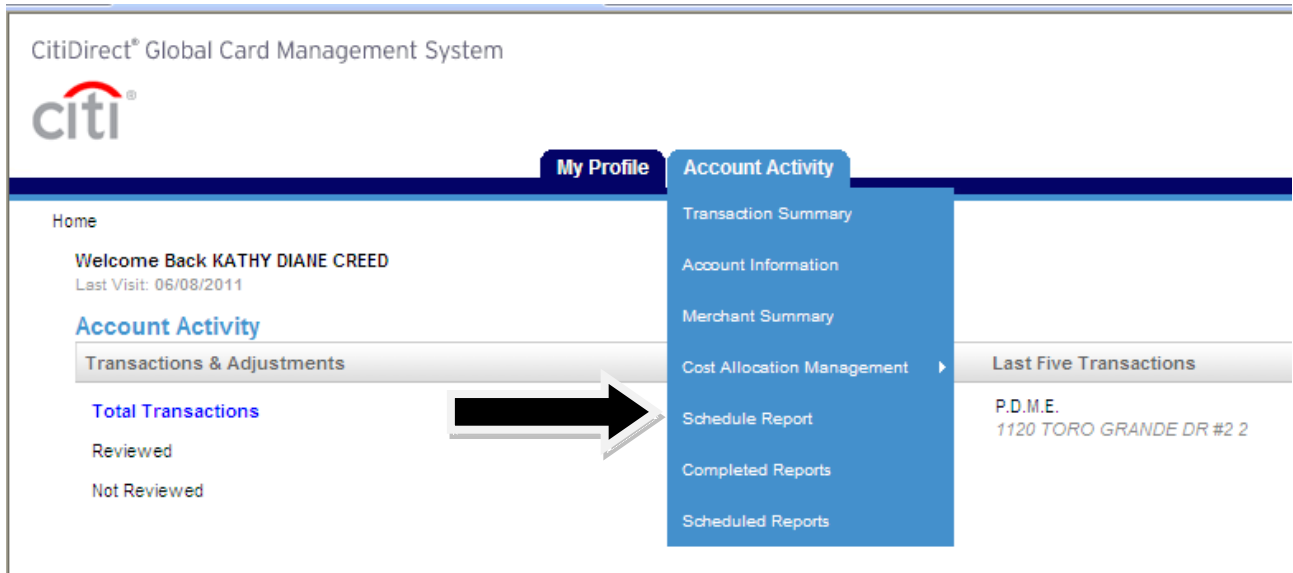 CitiDirect® Global Card Management System
citi®
My Profile
Account Activity
Home
Welcome Back KATHY DIANE CREED
Last Visit: 06/08/2011
Account Activity
Transactions & Adjustments
Total Transactions
Reviewed
Not Reviewed
Transaction Summary
Account Information
Merchant Summary
Cost Allocation Management
Schedule Report
Completed Reports
Scheduled Reports
Last Five Transactions
P.D.M.E.
1120 TORO GRANDE DR #2 2